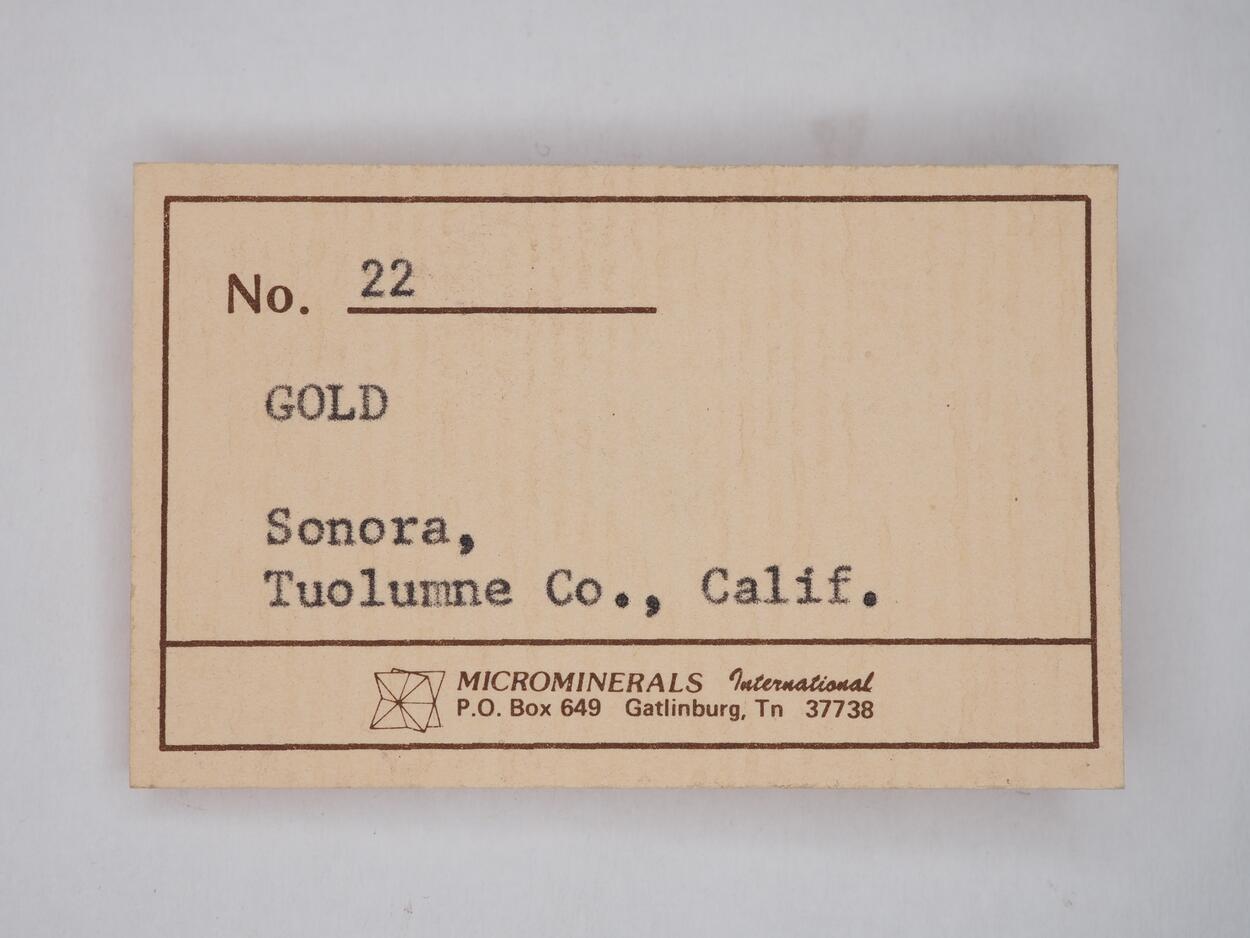 No. 22
GOLD
Sonora,
Tuolumne Co., Calif.
MICROMINERALS International
P.O. Box 649 Gatlinburg, Tn 37738